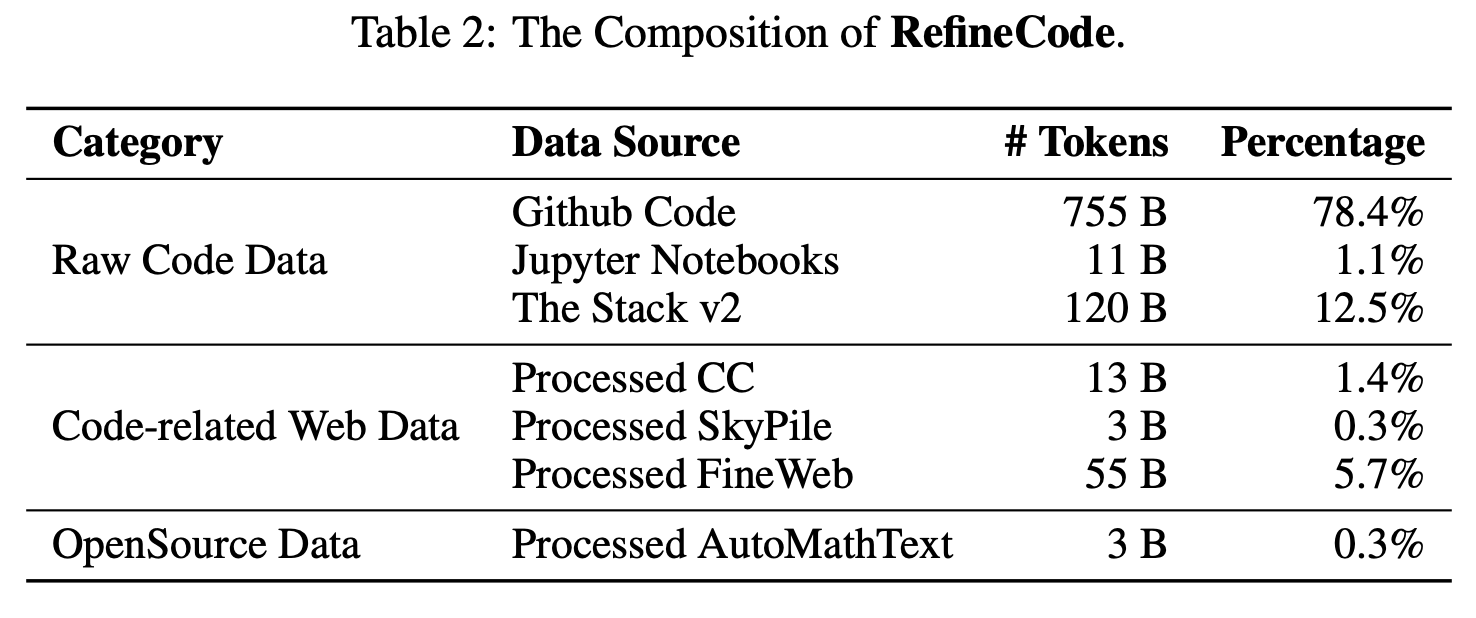 Table 2: The Composition of RefineCode.
Category Data Source # Tokens Percentage
Github Code 755 B 78.4%
Raw Code Data Jupyter Notebooks 11 B 1.1%
The Stack v2 120 B 12.5%
Processed CC 13 B 1.4%
Code-related Web Data Processed SkyPile 3 B 0.3%
Processed FineWeb 55 B 5.7%
OpenSource Data Processed AutoMathText 3 B 0.3%